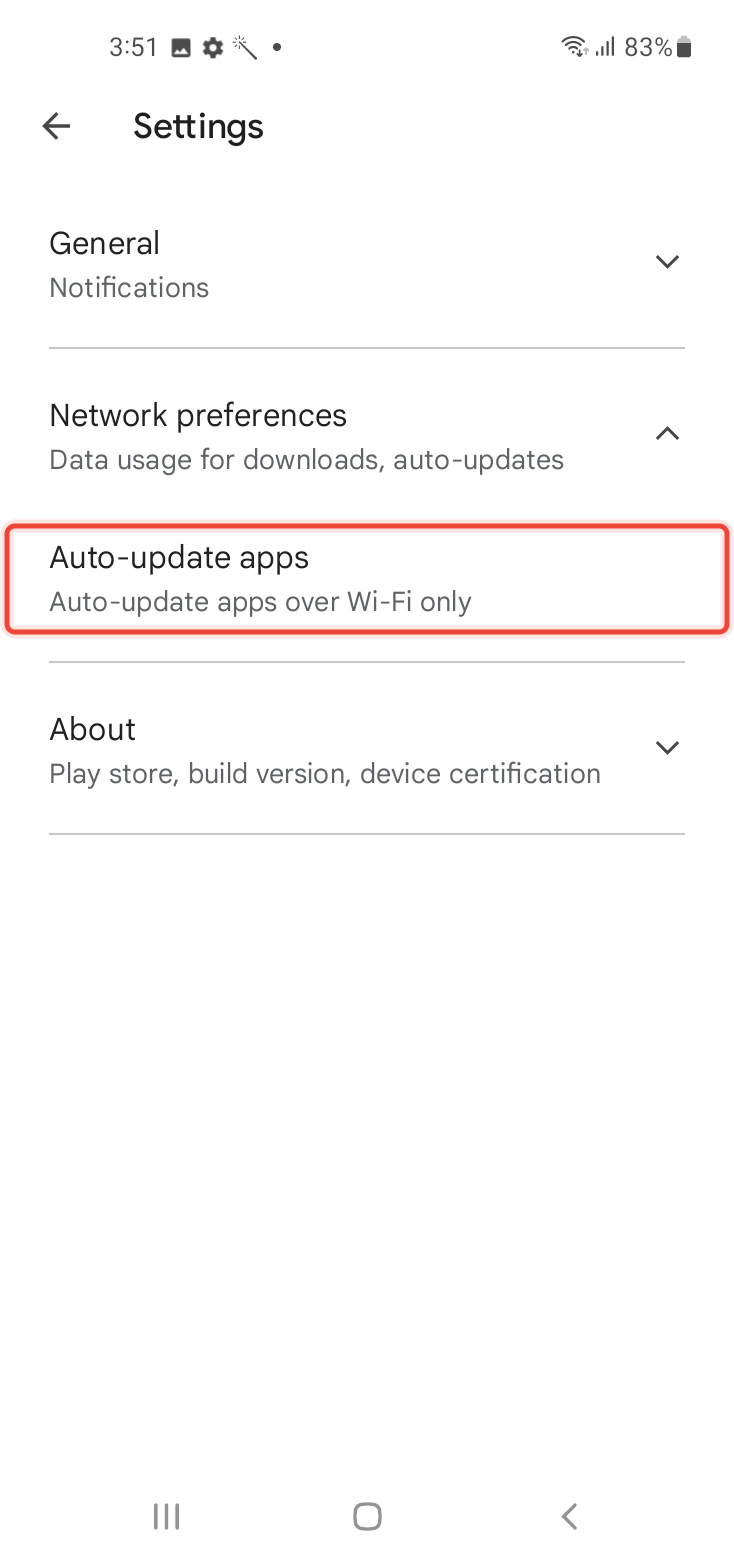 3:51 83%
Settings
General
Notifications
Network preferences
Data usage for downloads, auto-updates
Auto-update apps
Auto-update apps over Wi-Fi only
About
Play store, build version, device certification